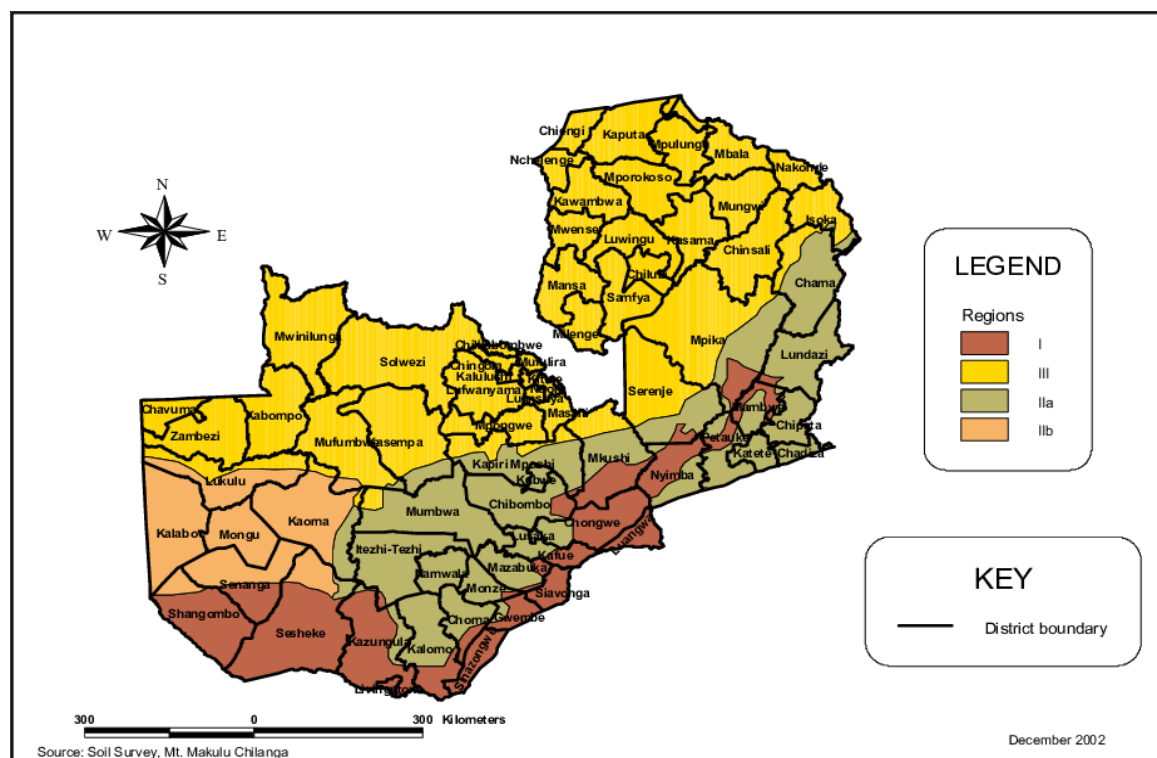 Chiengi
Kaputa
Mpulungu
Mbala
Nchelenge
Nakonde
Mporokoso
Kawambwa
Mungwi
Isoka
Mwense
Luwingu
Kasama
Chinsali
Chilubi
Chama
Mansa
Samfya
Milenge
Mpika
Lundazi
Mwinilunga
Solwezi
Chililabombwe
Mufulira
Chingola
Kalulushi
Kitwe
Lufwanyama
Ndola
Luanshya
Serenje
Mambwe
Chavuma
Kabompo
Masaiti
Chipata
Zambezi
Mpongwe
Petauke
Mufumbwe
Kasempa
Katete
Chadiza
Kapiri Mposhi
Mkushi
Nyimba
Lukulu
Kabwe
Kalabo
Mongu
Kaoma
Mumbwa
Chibombo
Chongwe
Luangwa
Lusaka
Itezhi-Tezhi
Kafue
Namwala
Mazabuka
Monze
Siavonga
Senanga
Shangombo
Sesheke
Kazungula
Choma
Gwembe
Kalomo
Sinazongwe
Livingstone
N
W
E
S
LEGEND
Regions
I
III
IIa
IIb
KEY
District boundary
300
0
300 Kilometers
Source: Soil Survey, Mt. Makulu Chilanga
December 2002